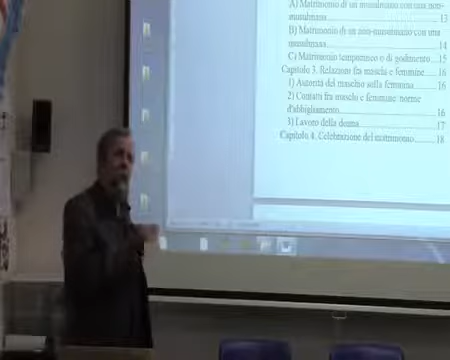 A) Matrimonio di un musulmano con una non-
musulmana....................13
B) Matrimonio di un non-musulmano con una
musulmana....................14
C) Matrimonio temporaneo o di godimento...15
Capitolo 3. Relazioni fra maschi e femmine...16
1) Autorità del maschio sulla femmina..........16
2) Contatti fra maschi e femmine: norme
d'abbigliamento....................16
3) Lavoro della donna....................17
Capitolo 4. Celebrazione del matrimonio........18